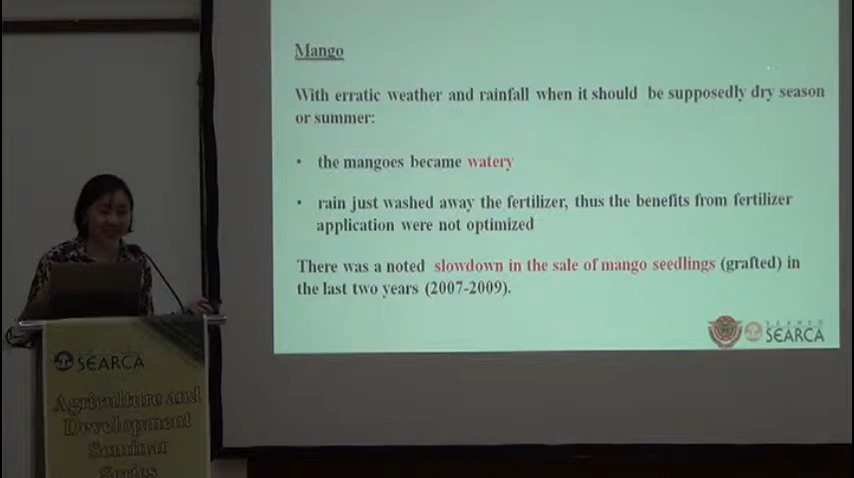 Mango
With erratic weather and rainfall when it should be supposedly dry season
or summer:
• the mangoes became watery
• rain just washed away the fertilizer, thus the benefits from fertilizer
application were not optimized
There was a noted slowdown in the sale of mango seedlings (grafted) in
the last two years (2007-2009).
SEARCA
SEARCA
Agriculture and
Development
Seminar
Series